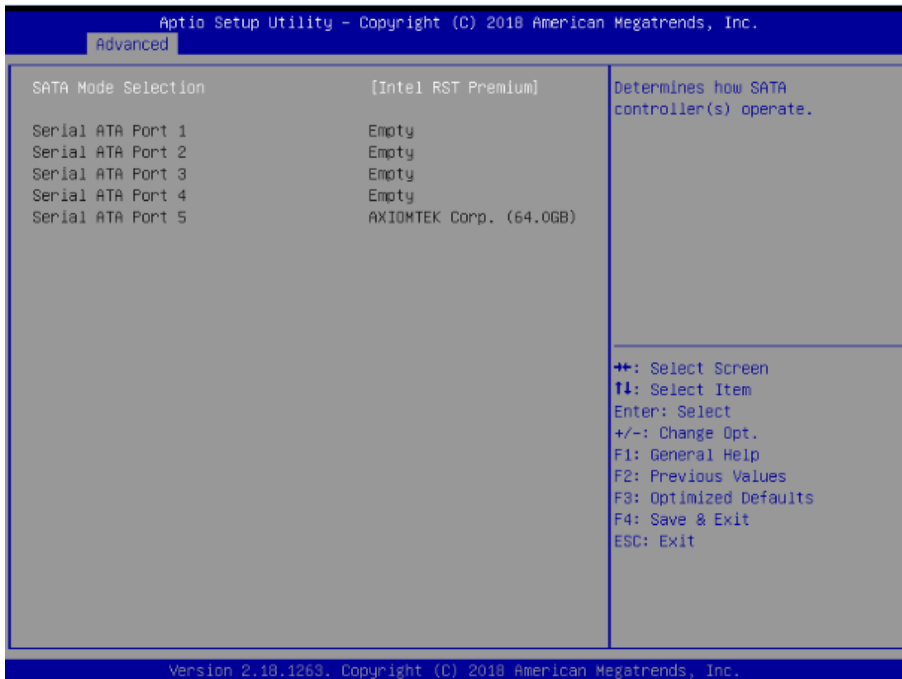 Aptio Setup Utility – Copyright (C) 2018 American Megatrends, Inc.
Advanced
SATA Mode Selection [Intel RST Premium]
Serial ATA Port 1 Empty
Serial ATA Port 2 Empty
Serial ATA Port 3 Empty
Serial ATA Port 4 Empty
Serial ATA Port 5 AXIOMTEK Corp. (64.0GB)
Determines how SATA
controller(s) operate.
→←: Select Screen
↑↓: Select Item
Enter: Select
+/-: Change Opt.
F1: General Help
F2: Previous Values
F3: Optimized Defaults
F4: Save & Exit
ESC: Exit
Version 2.18.1263. Copyright (C) 2018 American Megatrends, Inc.